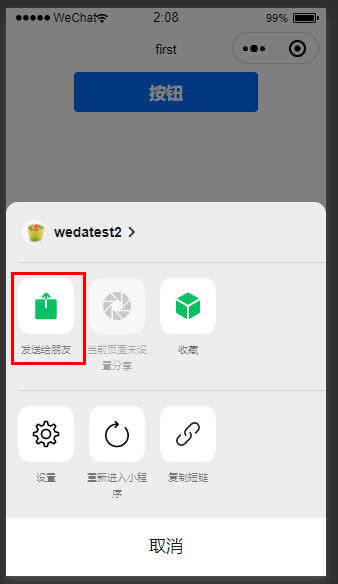 WeChat 2:08 99%
first
按钮
wedatest2
发送给朋友 当前页面未设 收藏
置分享
设置 重新进入小程 复制短链
序
取消